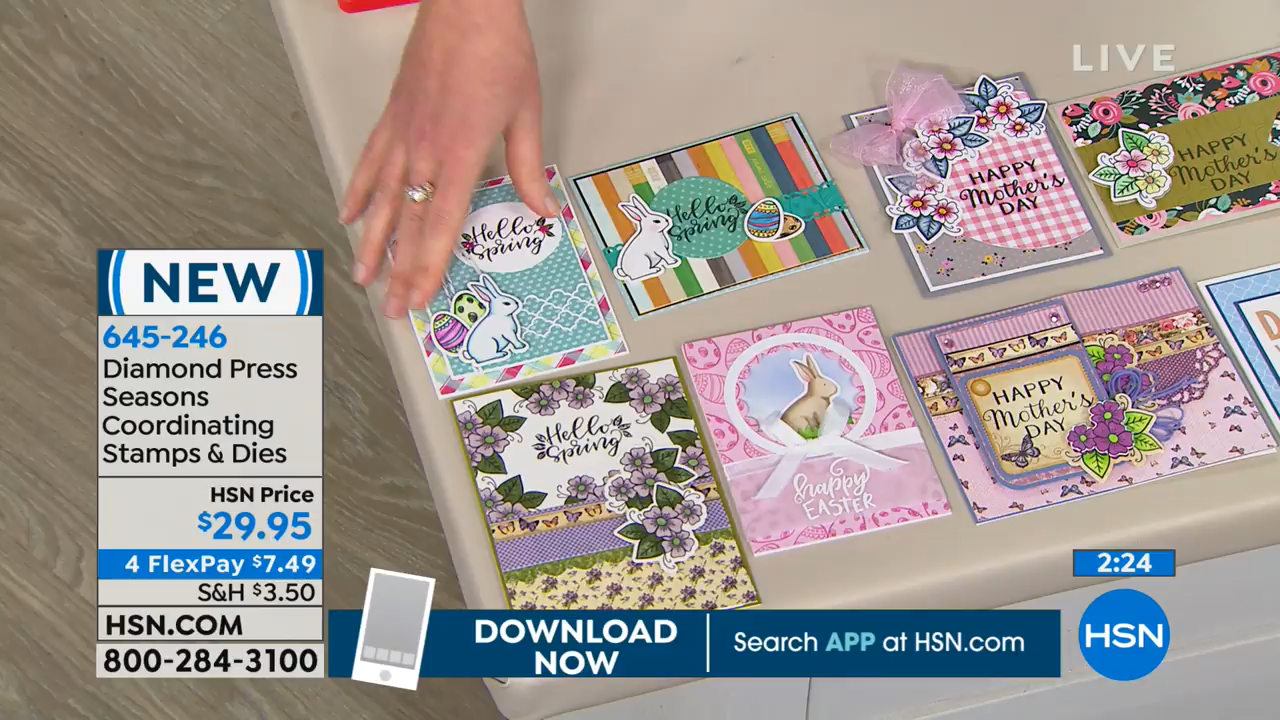 LIVE
NEW
645-246
Diamond Press
Seasons
Coordinating
Stamps & Dies
HSN Price
$29.95
4 FlexPay $7.49
S&H $3.50
HSN.COM
800-284-3100
DOWNLOAD
NOW
Search APP at HSN.com
2:24
HSN
Hello
Spring
Hello
Spring
HAPPY
Mother's
DAY
HAPPY
Mother's
DAY
Hello
Spring
happy
EASTER
HAPPY
Mother's
DAY